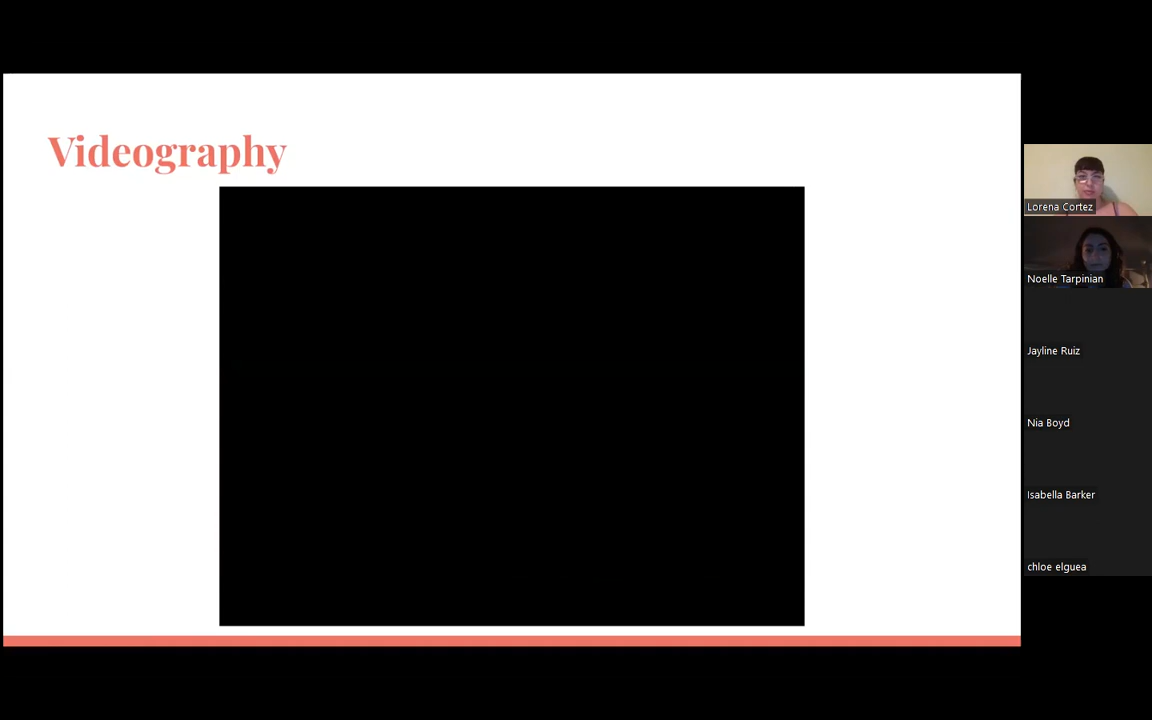 Videography
Lorena Cortez
Noelle Tarpinian
Jayline Ruiz
Nia Boyd
Isabella Barker
chloe elguea